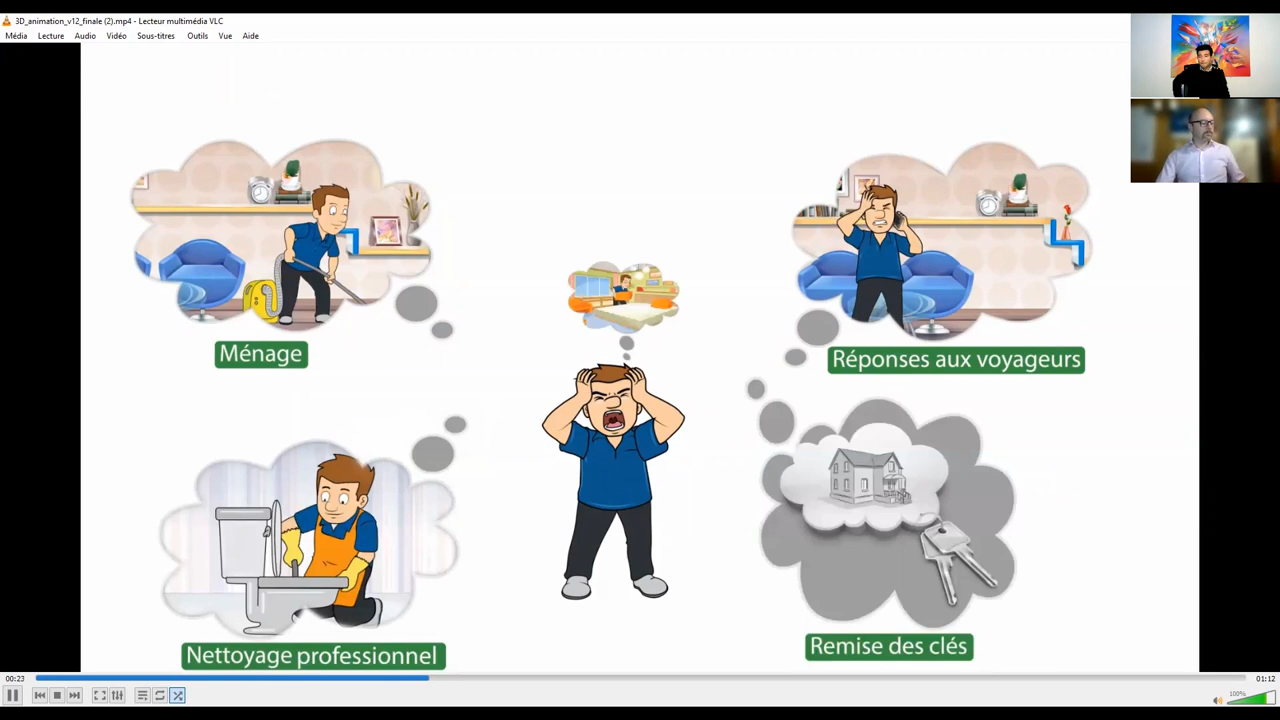 3D_animation_v12_finale (2).mp4 - Lecteur multimédia VLC
Média Lecture Audio Vidéo Sous-titres Outils Vue Aide
Ménage
Réponses aux voyageurs
Nettoyage professionnel
Remise des clés
00:23
01:12
100%